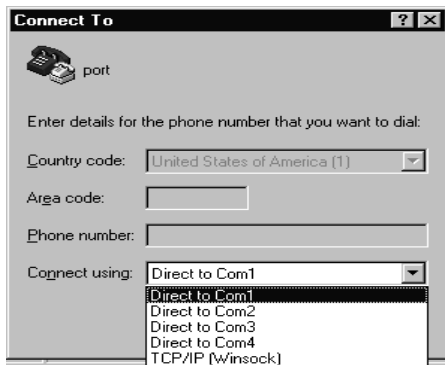 Connect To
port
Enter details for the phone number that you want to dial:
Country code: United States of America (1)
Area code:
Phone number:
Connect using: Direct to Com1
Direct to Com1
Direct to Com2
Direct to Com3
Direct to Com4
TCP/IP (Winsock)